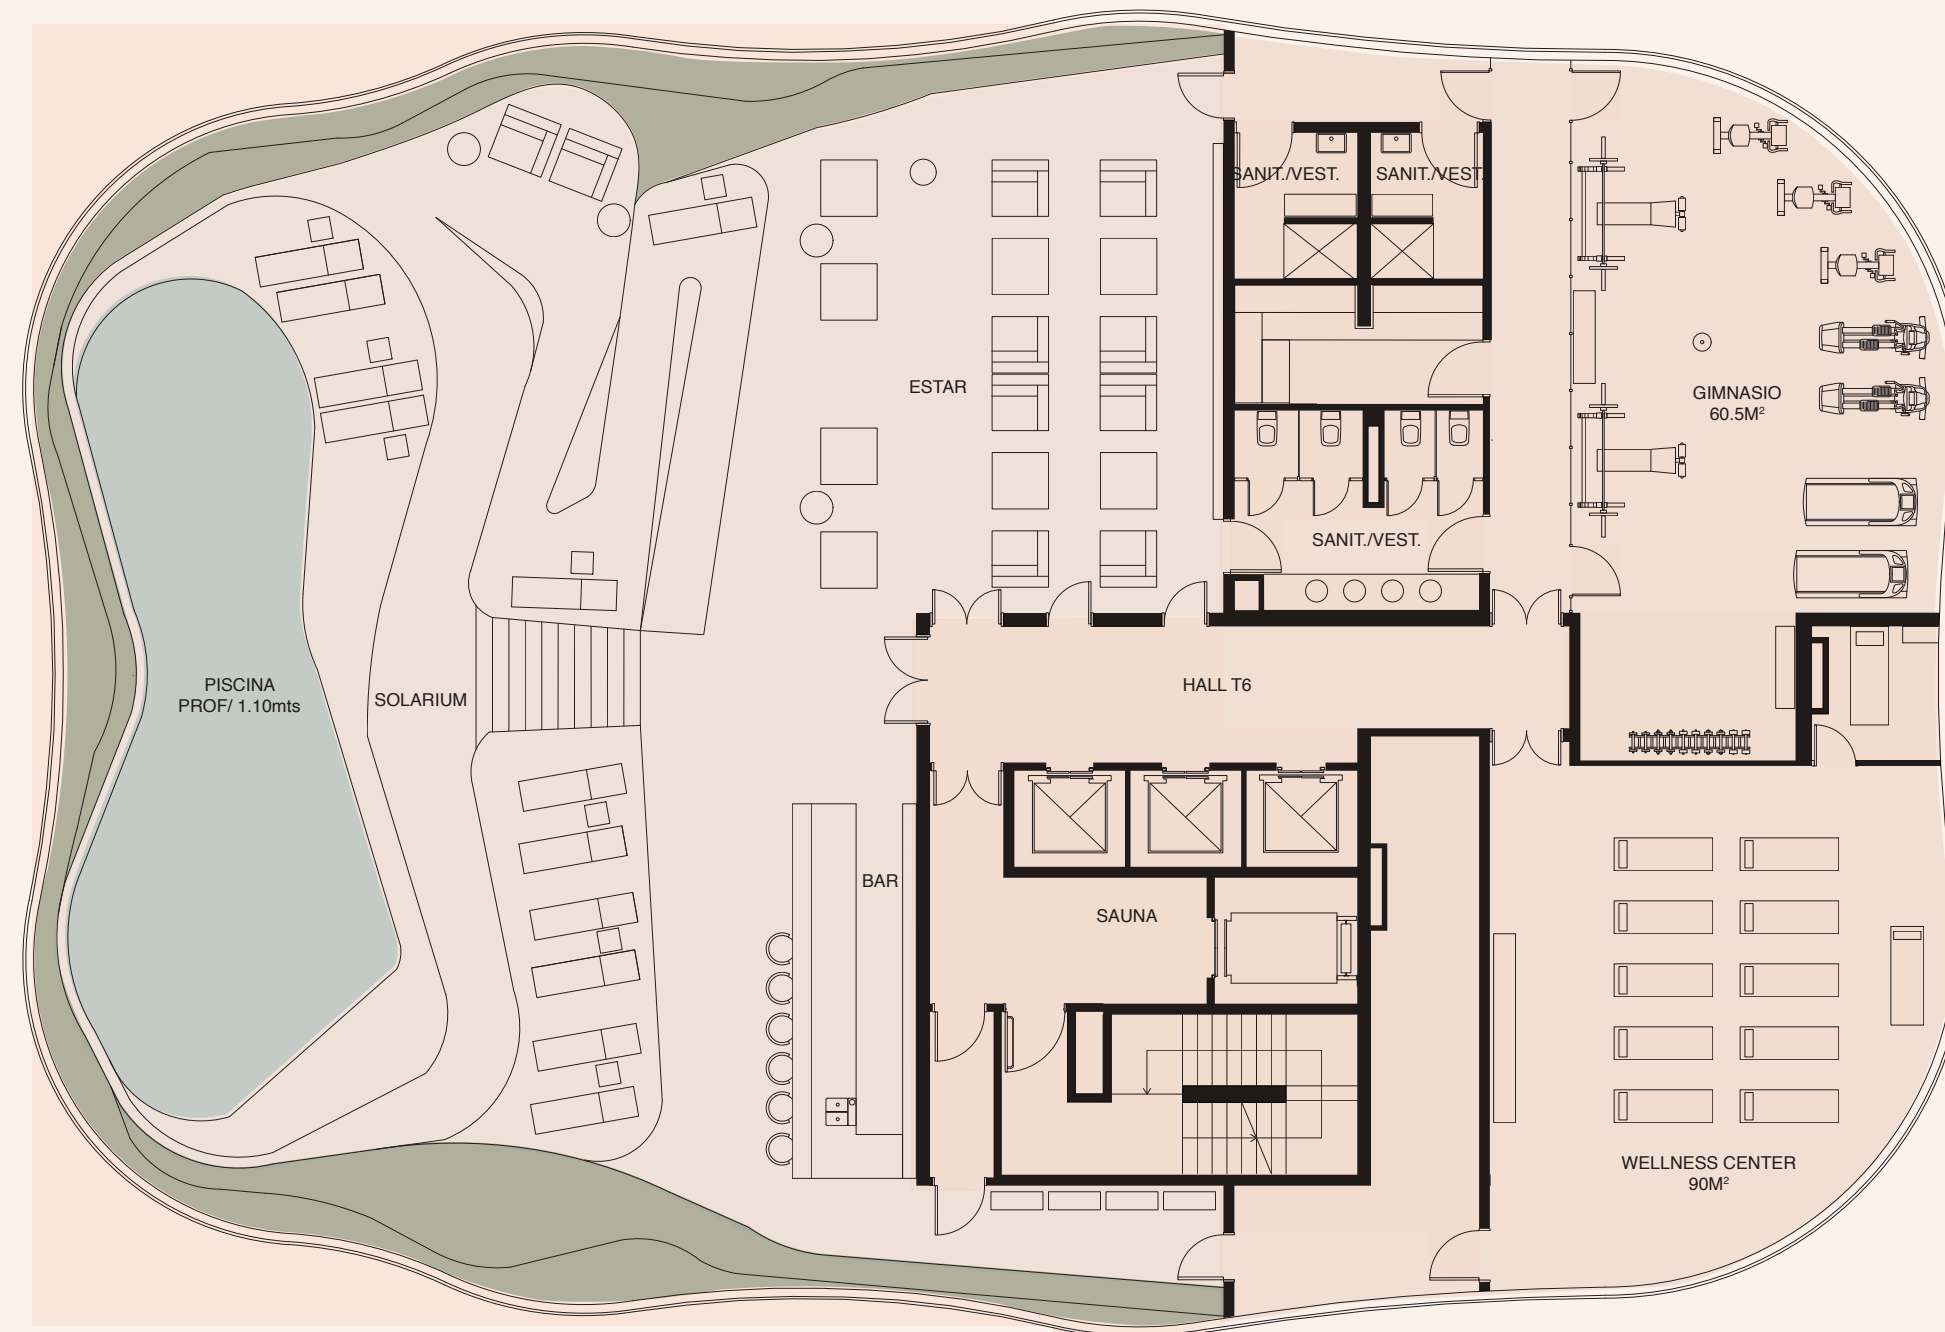 SANIT./VEST.
SANIT./VEST.
ESTAR
GIMNASIO
60.5M²
SANIT./VEST.
PISCINA
PROF/ 1.10mts
SOLARIUM
HALL T6
BAR
SAUNA
WELLNESS CENTER
90M²